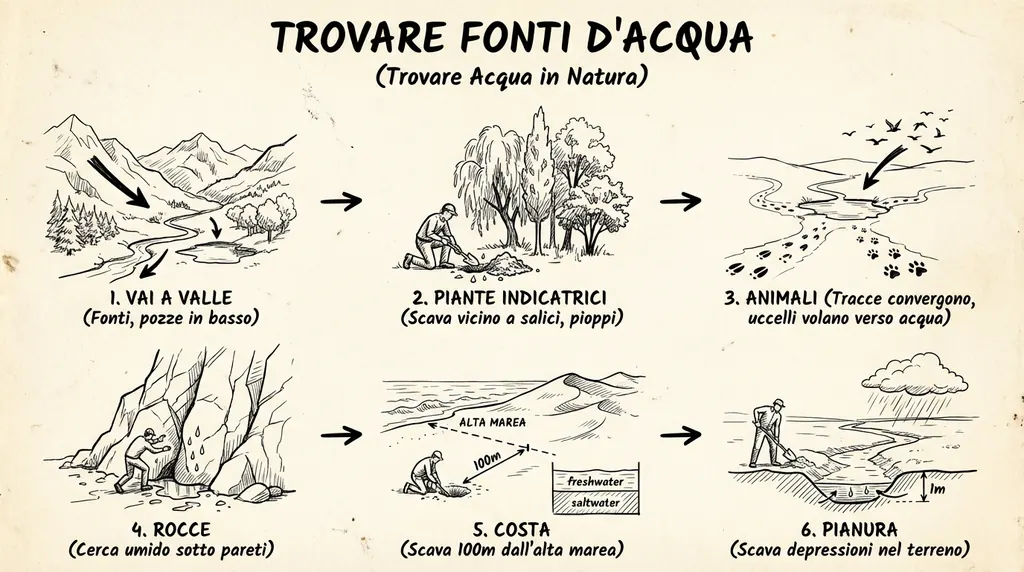 TROVARE FONTI D'ACQUA
(Trovare Acqua in Natura)
1. VAI A VALLE
(Fonti, pozze in basso)
2. PIANTE INDICATRICI
(Scava vicino a salici, pioppi)
3. ANIMALI (Tracce convergono,
uccelli volano verso acqua)
4. ROCCE
(Cerca umido sotto pareti)
ALTA MAREA
100m
freshwater
saltwater
5. COSTA
(Scava 100m dall'alta marea)
1m
6. PIANURA
(Scava depressioni nel terreno)